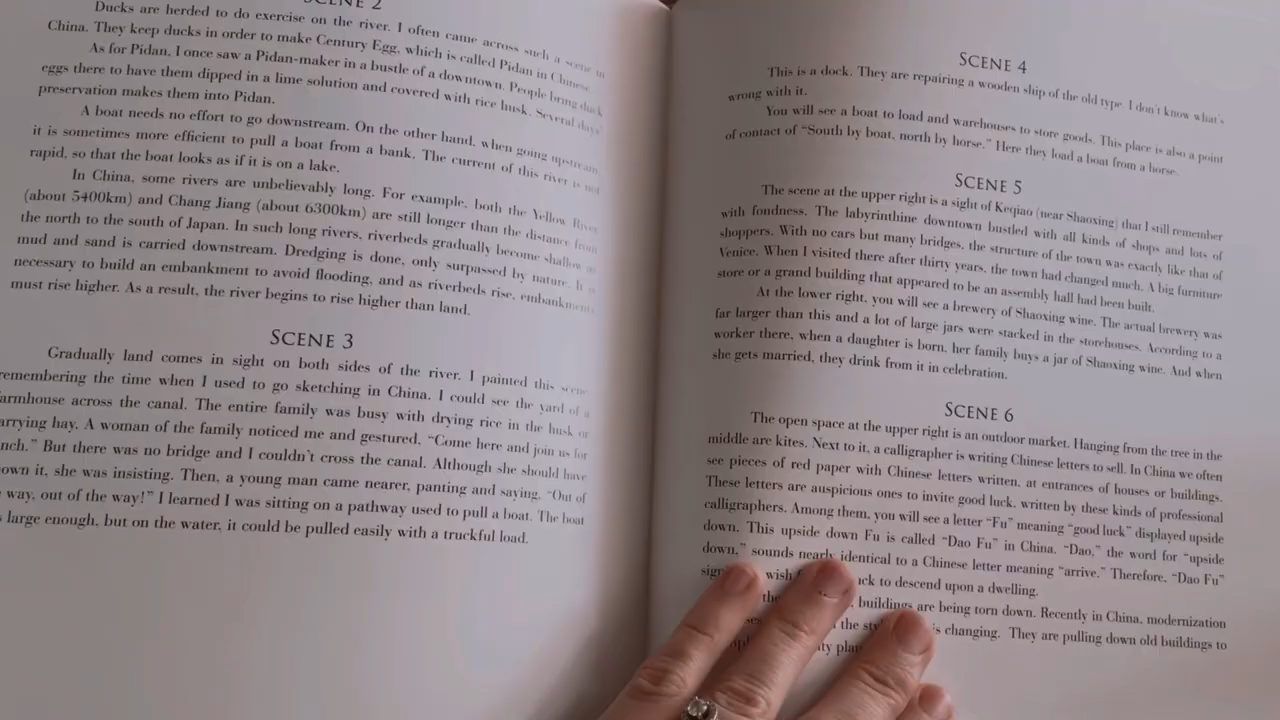 SCENE 2
Ducks are herded to do exercise on the river. I often came across such a scene in
China. They keep ducks in order to make Century Egg, which is called Pidan in Chinese.
As for Pidan, I once saw a Pidan-maker in a bustle of a downtown. People bring duck
eggs there to have them dipped in a lime solution and covered with rice husk. Several days'
preservation makes them into Pidan.
A boat needs no effort to go downstream. On the other hand, when going upstream
it is sometimes more efficient to pull a boat from a bank. The current of this river is not
rapid, so that the boat looks as if it is on a lake.
In China, some rivers are unbelievably long. For example, both the Yellow River
(about 5400km) and Chang Jiang (about 6300km) are still longer than the distance from
the north to the south of Japan. In such long rivers, riverbeds gradually become shallow as
mud and sand is carried downstream. Dredging is done, only surpassed by nature. It is
necessary to build an embankment to avoid flooding, and as riverbeds rise, embankments
must rise higher. As a result, the river begins to rise higher than land.
SCENE 3
Gradually land comes in sight on both sides of the river. I painted this scene
remembering the time when I used to go sketching in China. I could see the yard of a
armhouse across the canal. The entire family was busy with drying rice in the husk or
arrying hay. A woman of the family noticed me and gestured, “Come here and join us for
nch.” But there was no bridge and I couldn't cross the canal. Although she should have
own it, she was insisting. Then, a young man came nearer, panting and saying, “Out of
way, out of the way!” I learned I was sitting on a pathway used to pull a boat. The boat
s large enough, but on the water, it could be pulled easily with a truckful load.
SCENE 4
This is a dock. They are repairing a wooden ship of the old type. I don't know what's
wrong with it.
You will see a boat to load and warehouses to store goods. This place is also a point
of contact of “South by boat, north by horse.” Here they load a boat from a horse.
SCENE 5
The scene at the upper right is a sight of Keqiao (near Shaoxing) that I still remember
with fondness. The labyrinthine downtown bustled with all kinds of shops and lots of
shoppers. With no cars but many bridges, the structure of the town was exactly like that of
Venice. When I visited there after thirty years, the town had changed much. A big furniture
store or a grand building that appeared to be an assembly hall had been built.
At the lower right, you will see a brewery of Shaoxing wine. The actual brewery was
far larger than this and a lot of large jars were stacked in the storehouses. According to a
worker there, when a daughter is born, her family buys a jar of Shaoxing wine. And when
she gets married, they drink from it in celebration.
SCENE 6
The open space at the upper right is an outdoor market. Hanging from the tree in the
middle are kites. Next to it, a calligrapher is writing Chinese letters to sell. In China we often
see pieces of red paper with Chinese letters written, at entrances of houses or buildings.
These letters are auspicious ones to invite good luck, written by these kinds of professional
calligraphers. Among them, you will see a letter “Fu” meaning “good luck” displayed upside
down. This upside down Fu is called “Dao Fu” in China. “Dao,” the word for “upside
down,” sounds nearly identical to a Chinese letter meaning “arrive.” Therefore, “Dao Fu”
sig wish uck to descend upon a dwelling.
the , buildings are being torn down. Recently in China, modernization
the sty is changing. They are pulling down old buildings to
ity plan